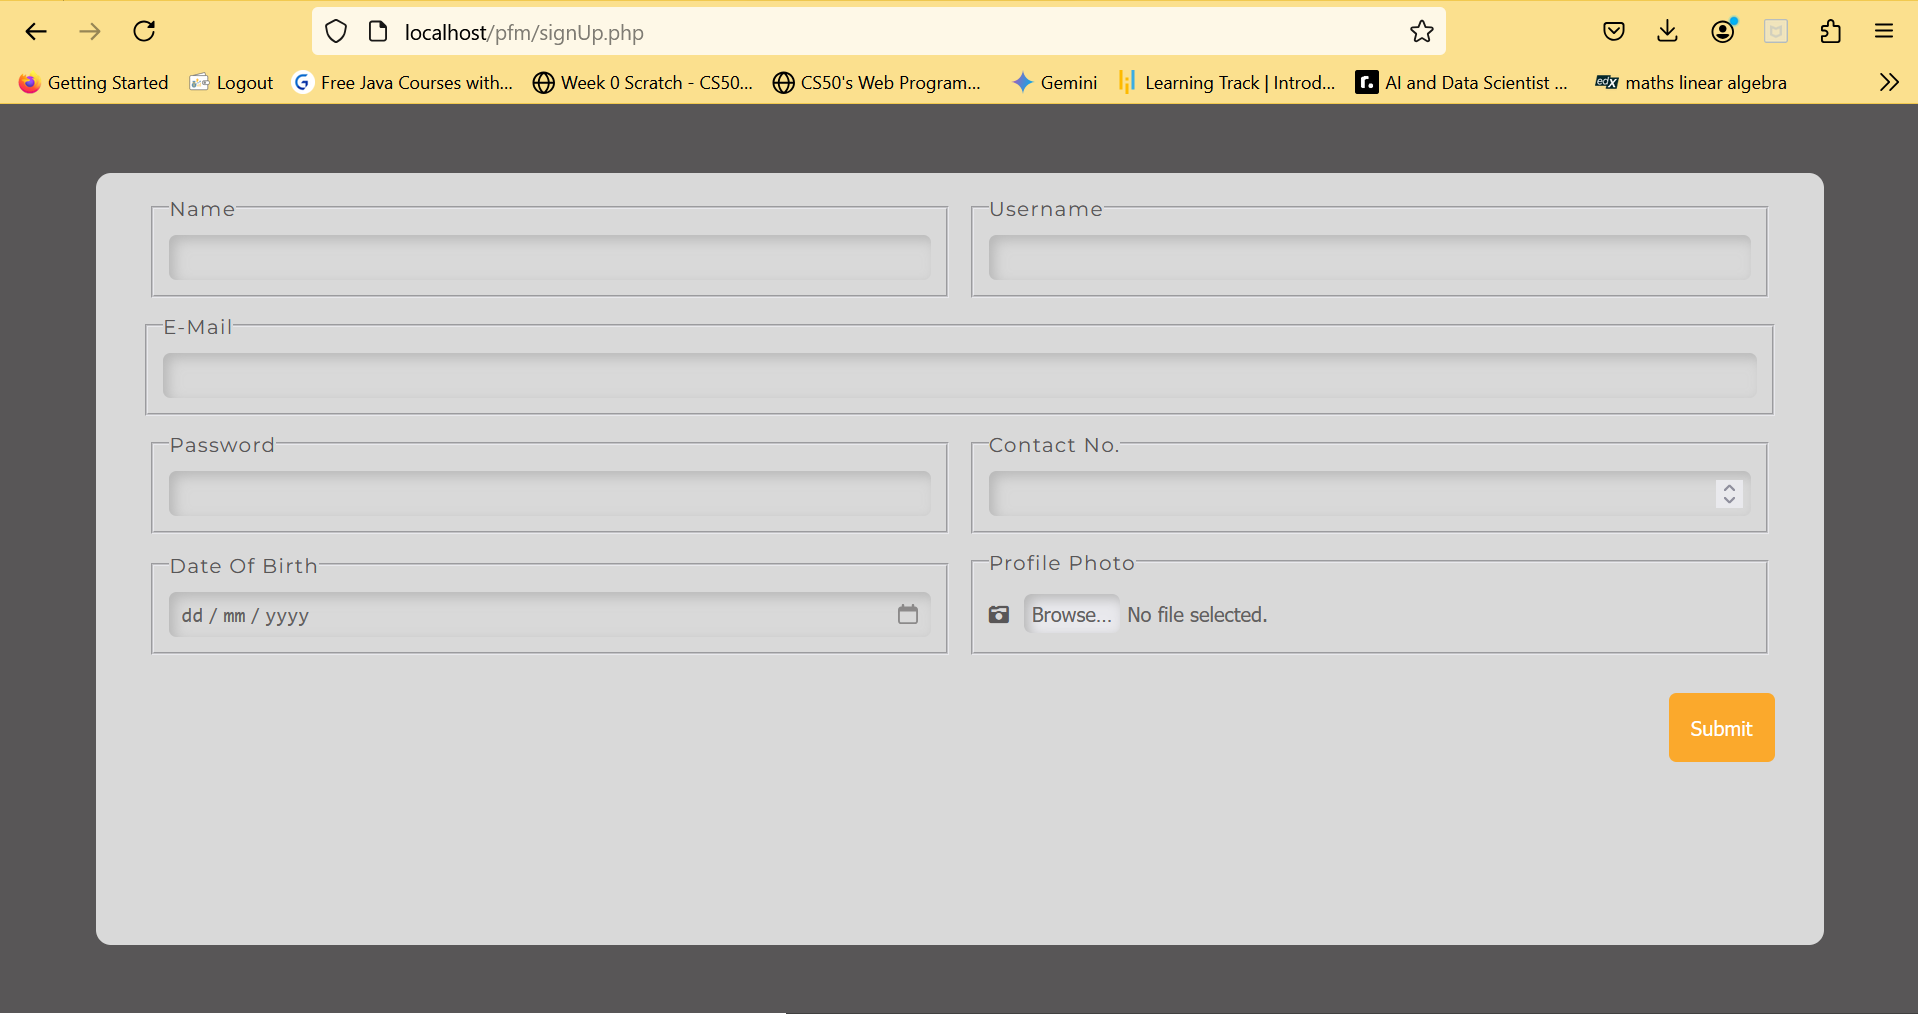 localhost/pfm/signUp.php
Getting Started Logout Free Java Courses with... Week 0 Scratch - CS50... CS50's Web Program... Gemini Learning Track | Introd... AI and Data Scientist ... edX maths linear algebra
Name Username
E-Mail
Password Contact No.
Date Of Birth Profile Photo
dd / mm / yyyy Browse... No file selected.
Submit